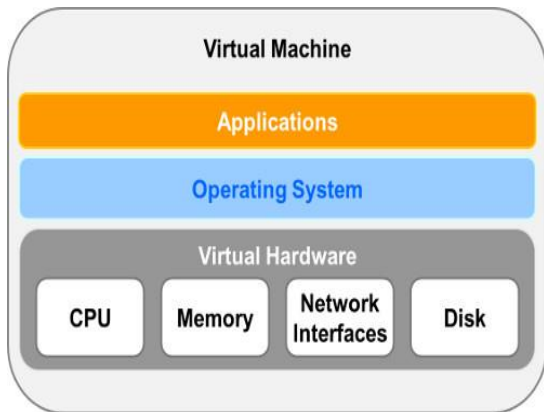 Virtual Machine
Applications
Operating System
Virtual Hardware
CPU
Memory
Network
Interfaces
Disk